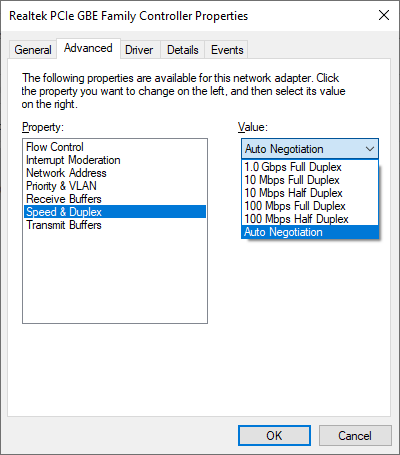 Realtek PCIe GBE Family Controller Properties
General
Advanced
Driver
Details
Events
The following properties are available for this network adapter. Click
the property you want to change on the left, and then select its value
on the right.
Property:
Value:
Flow Control
Interrupt Moderation
Network Address
Priority & VLAN
Receive Buffers
Speed & Duplex
Transmit Buffers
Auto Negotiation
1.0 Gbps Full Duplex
10 Mbps Full Duplex
10 Mbps Half Duplex
100 Mbps Full Duplex
100 Mbps Half Duplex
Auto Negotiation
OK
Cancel